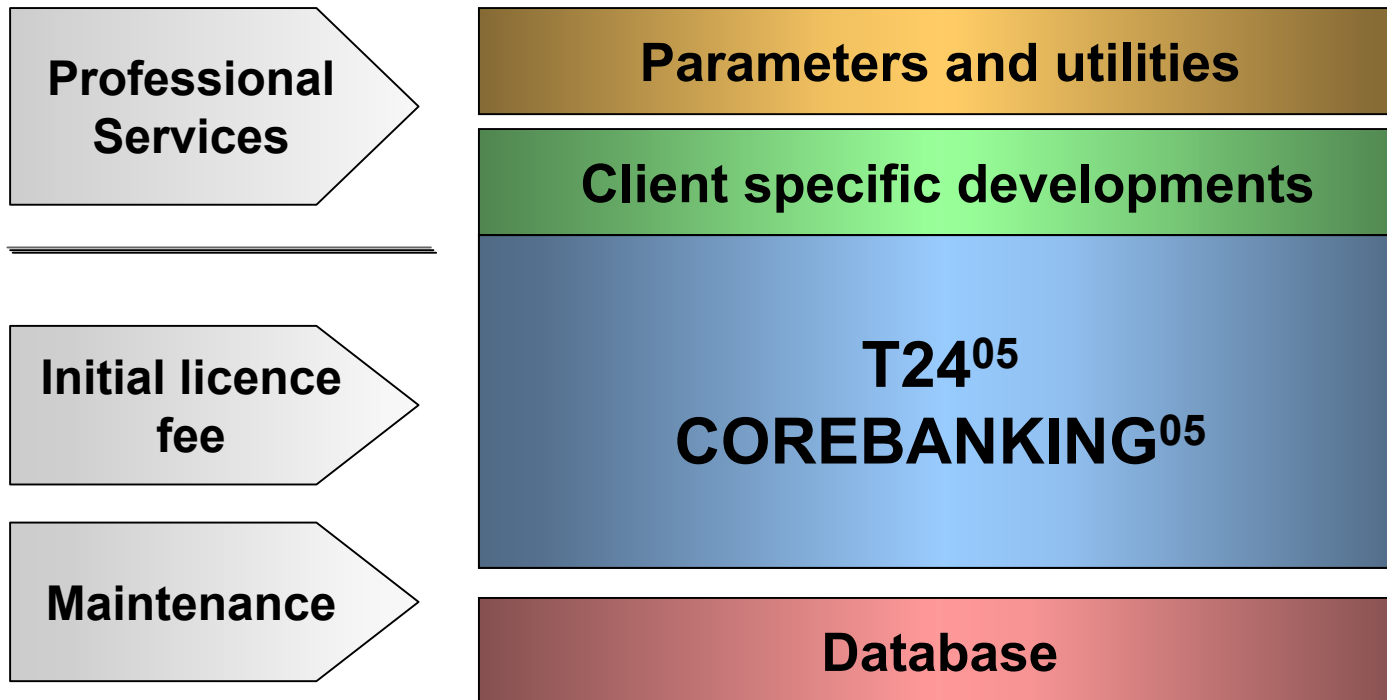 Professional
Services
Initial licence
fee
Maintenance
Parameters and utilities
Client specific developments
T24⁰⁵
COREBANKING⁰⁵
Database